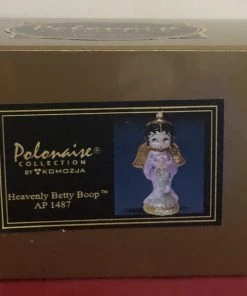 Polonaise®
COLLECTION
BY KOMOZJA
Heavenly Betty Boop™
AP 1487